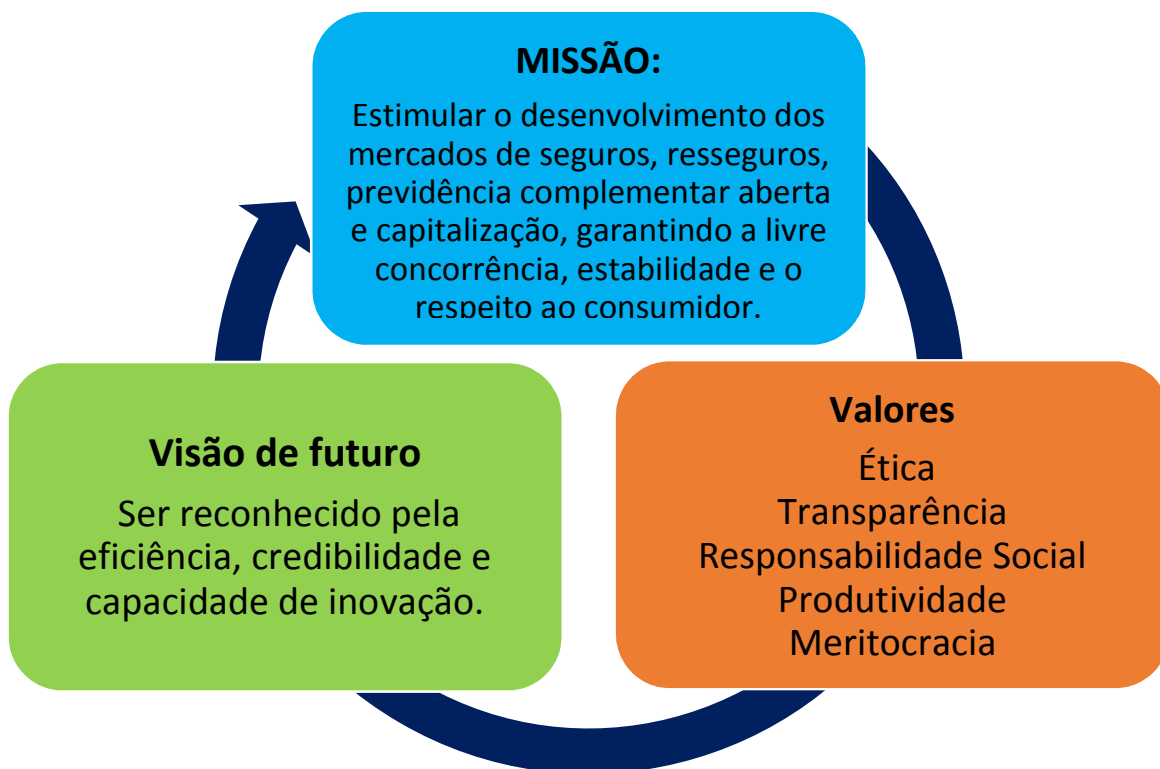 MISSÃO:
Estimular o desenvolvimento dos
mercados de seguros, resseguros,
previdência complementar aberta
e capitalização, garantindo a livre
concorrência, estabilidade e o
respeito ao consumidor.
Visão de futuro
Ser reconhecido pela
eficiência, credibilidade e
capacidade de inovação.
Valores
Ética
Transparência
Responsabilidade Social
Produtividade
Meritocracia